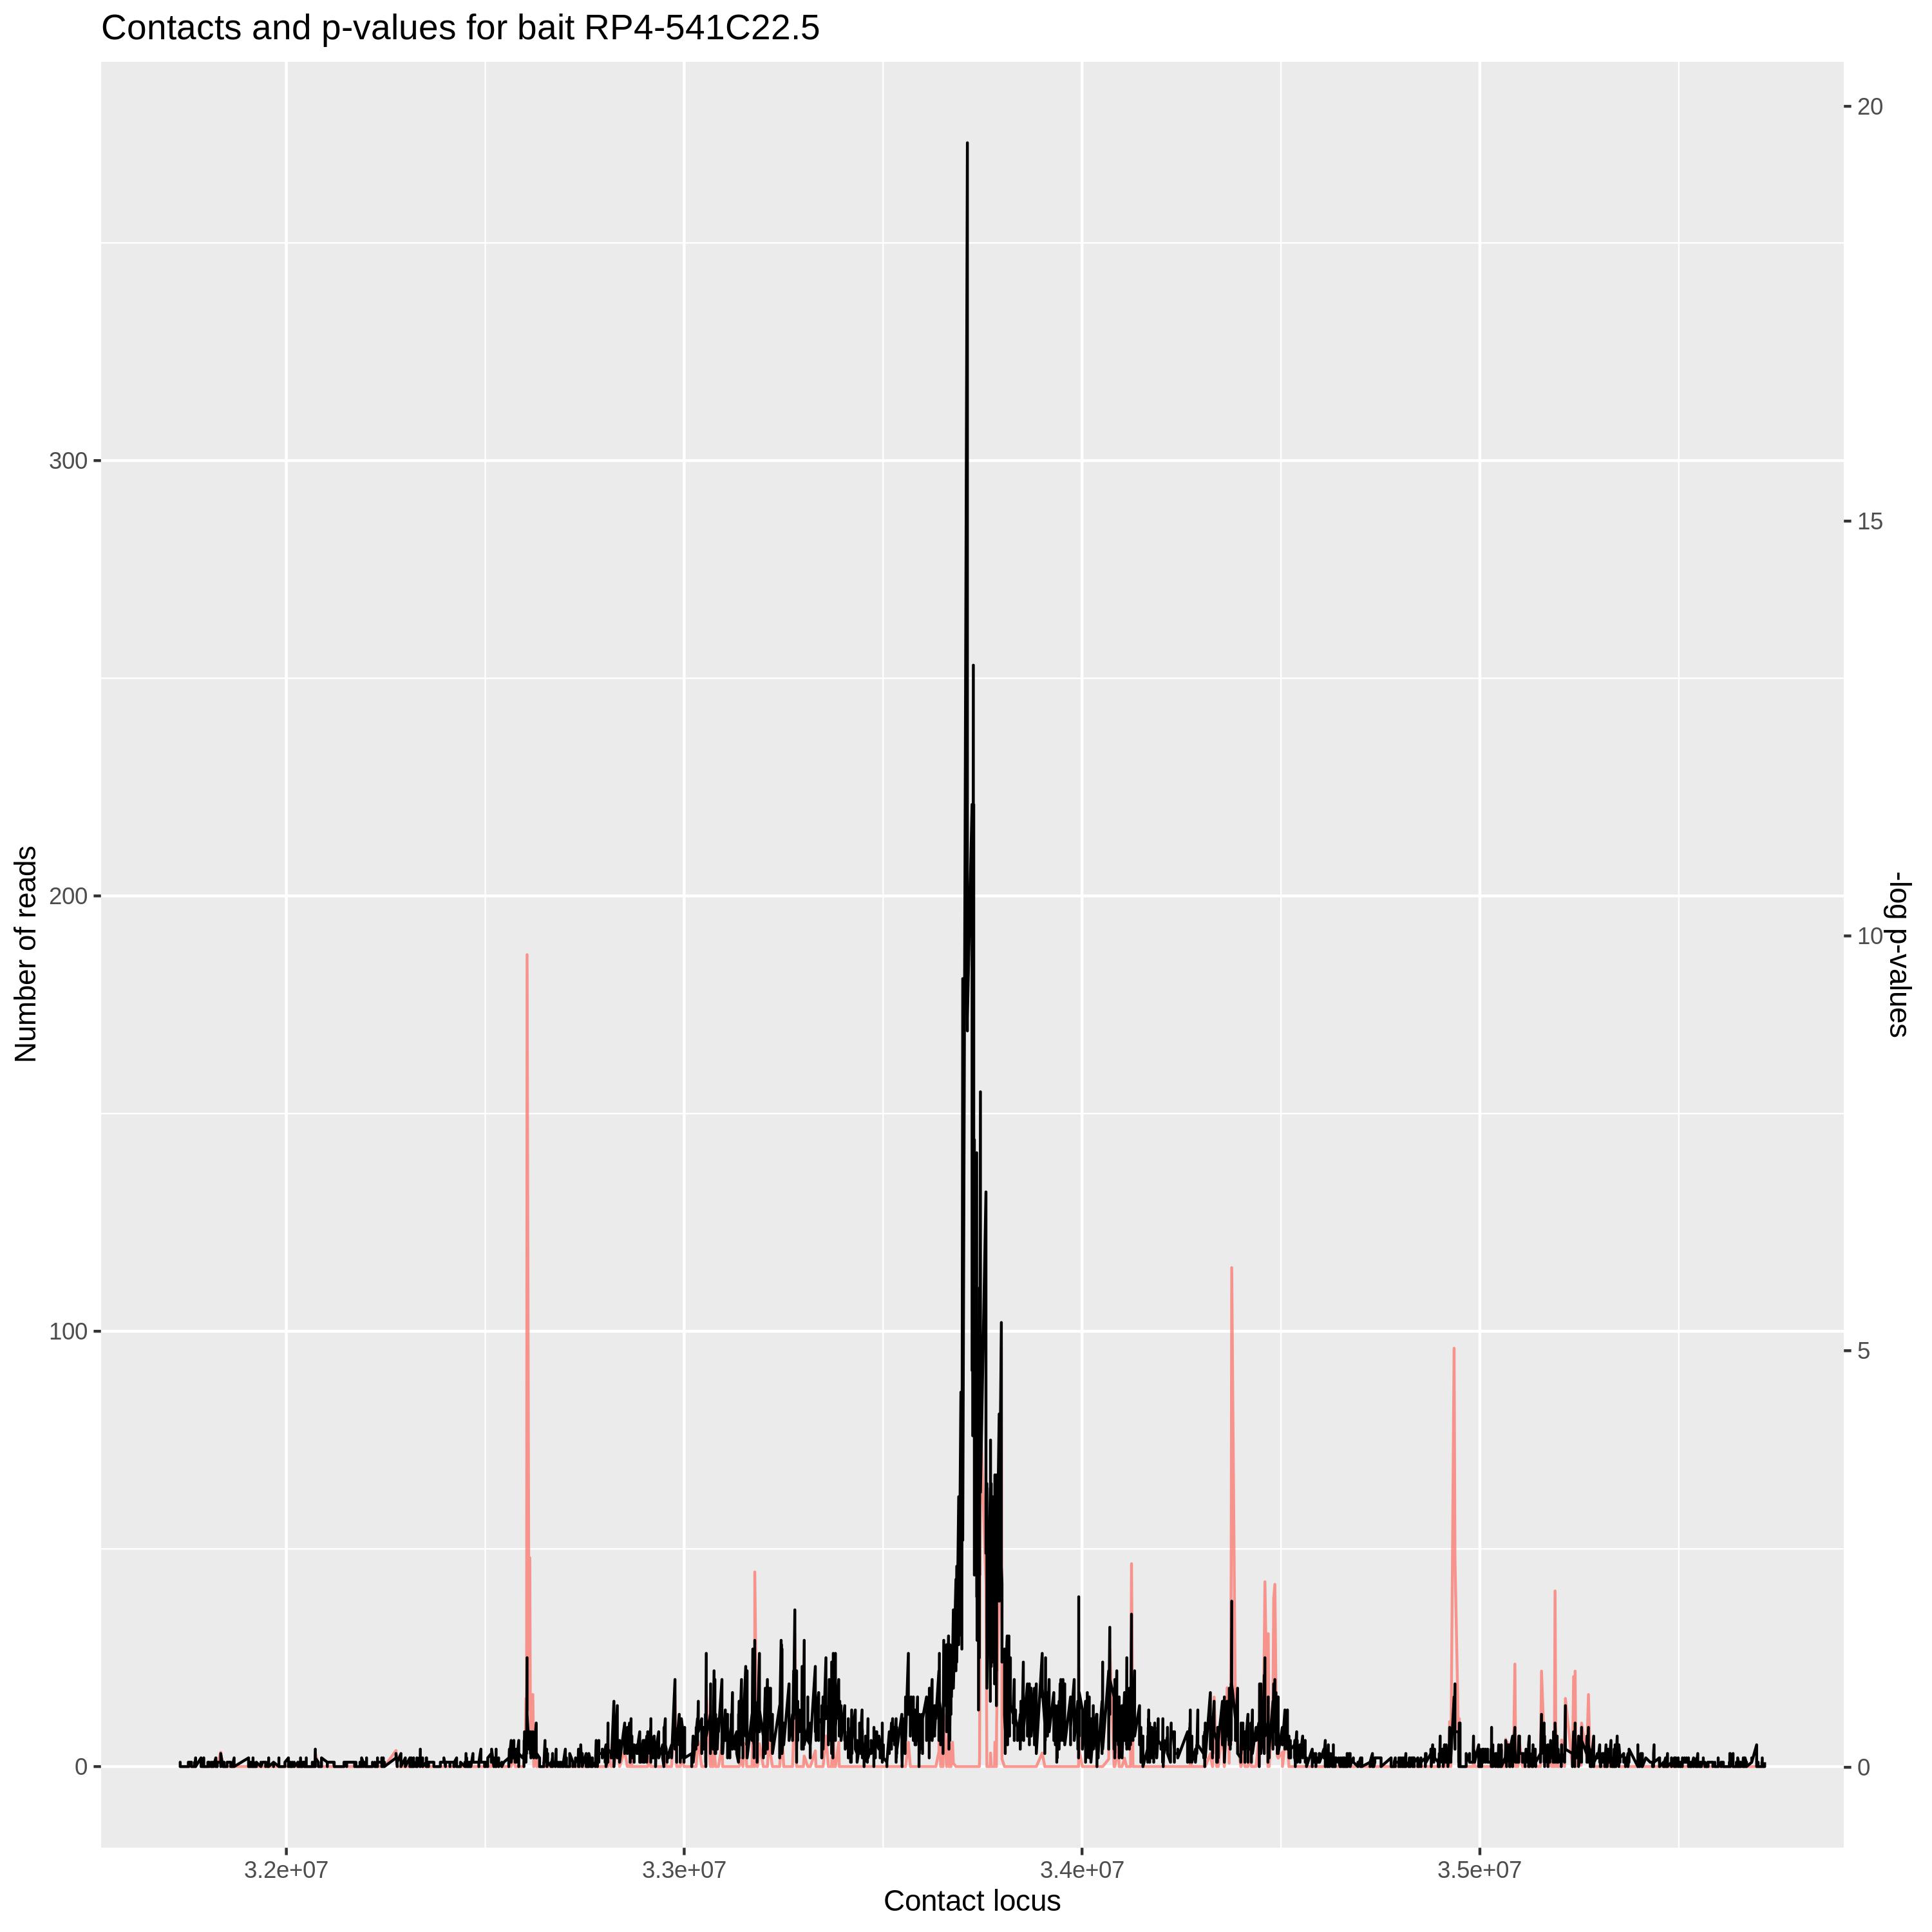 Contacts and p-values for bait RP4-541C22.5
Number of reads
300
200
100
0
20
15
10
5
0
-log p-values
3.2e+07
3.3e+07
3.4e+07
3.5e+07
Contact locus